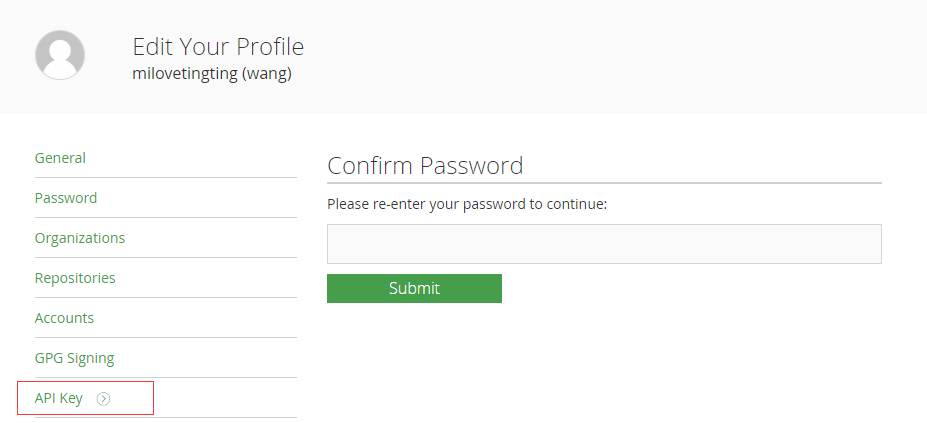 Edit Your Profile
milovetingting (wang)
General
Password
Organizations
Repositories
Accounts
GPG Signing
API Key
Confirm Password
Please re-enter your password to continue:
Submit